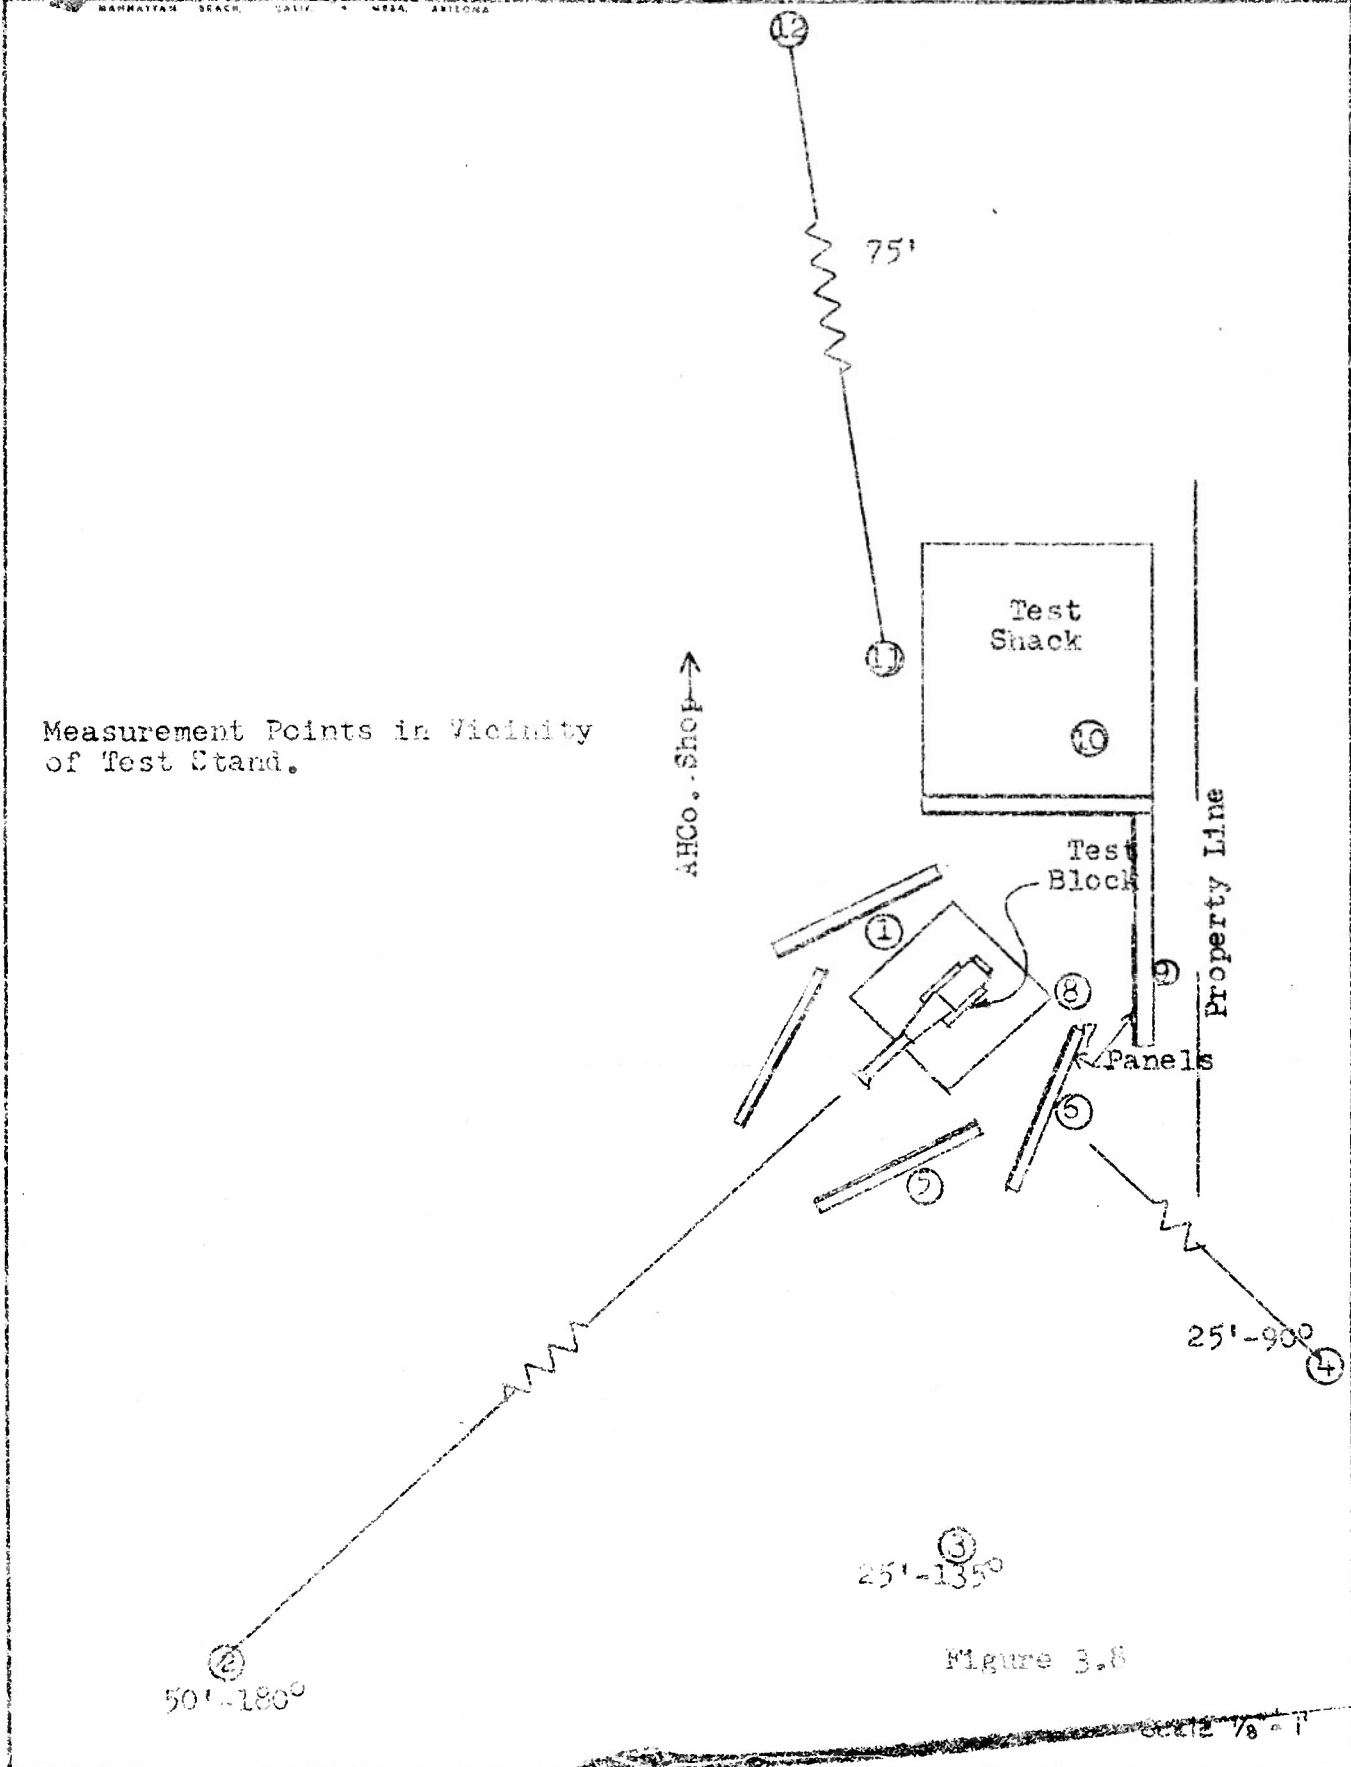 MANHATTAN BEACH, CALIF. • MESA, ARIZONA
12
75'
Test
Shack
11
10
Measurement Points in Vicinity
of Test Stand.
AHCo. Shop
Property Line
Test
Block
1
9
8
7
Panels
6
5
25'-90°
4
3
25'-135°
2
50'-180°
Figure 3.8
Scale 1/8 = 1'